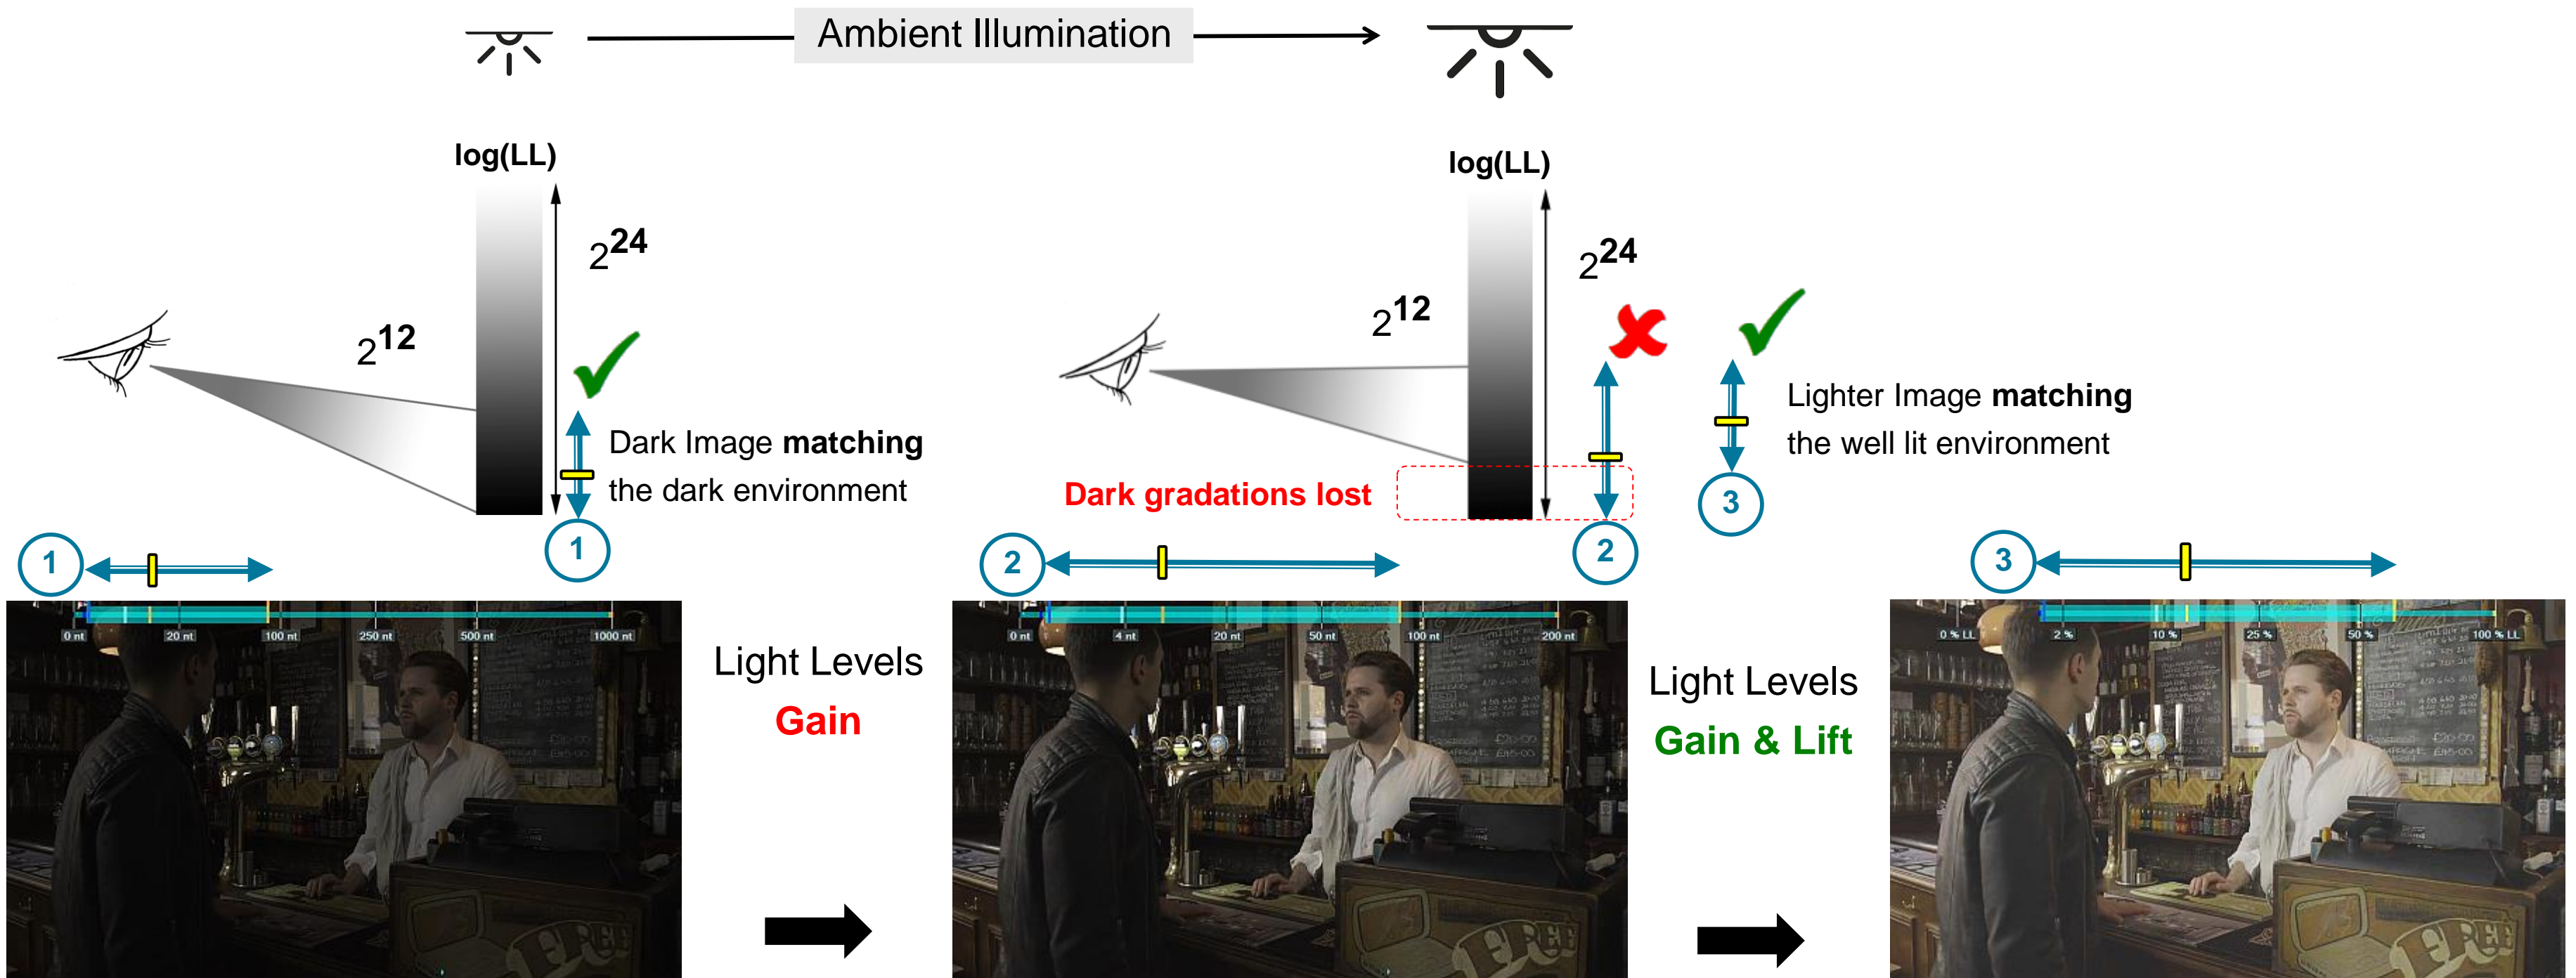 Ambient Illumination
log(LL)
2^24
2^12
Dark Image matching
the dark environment
1
1
log(LL)
2^24
2^12
Dark gradations lost
Lighter Image matching
the well lit environment
2
2
3
3
0 nt 20 nt 100 nt 250 nt 500 nt 1000 nt
Light Levels
Gain
0 nt 4 nt 20 nt 50 nt 100 nt 200 nt
Light Levels
Gain & Lift
0 % LL 2 % 10 % 25 % 50 % 100 % LL
FREE
FREE
FREE